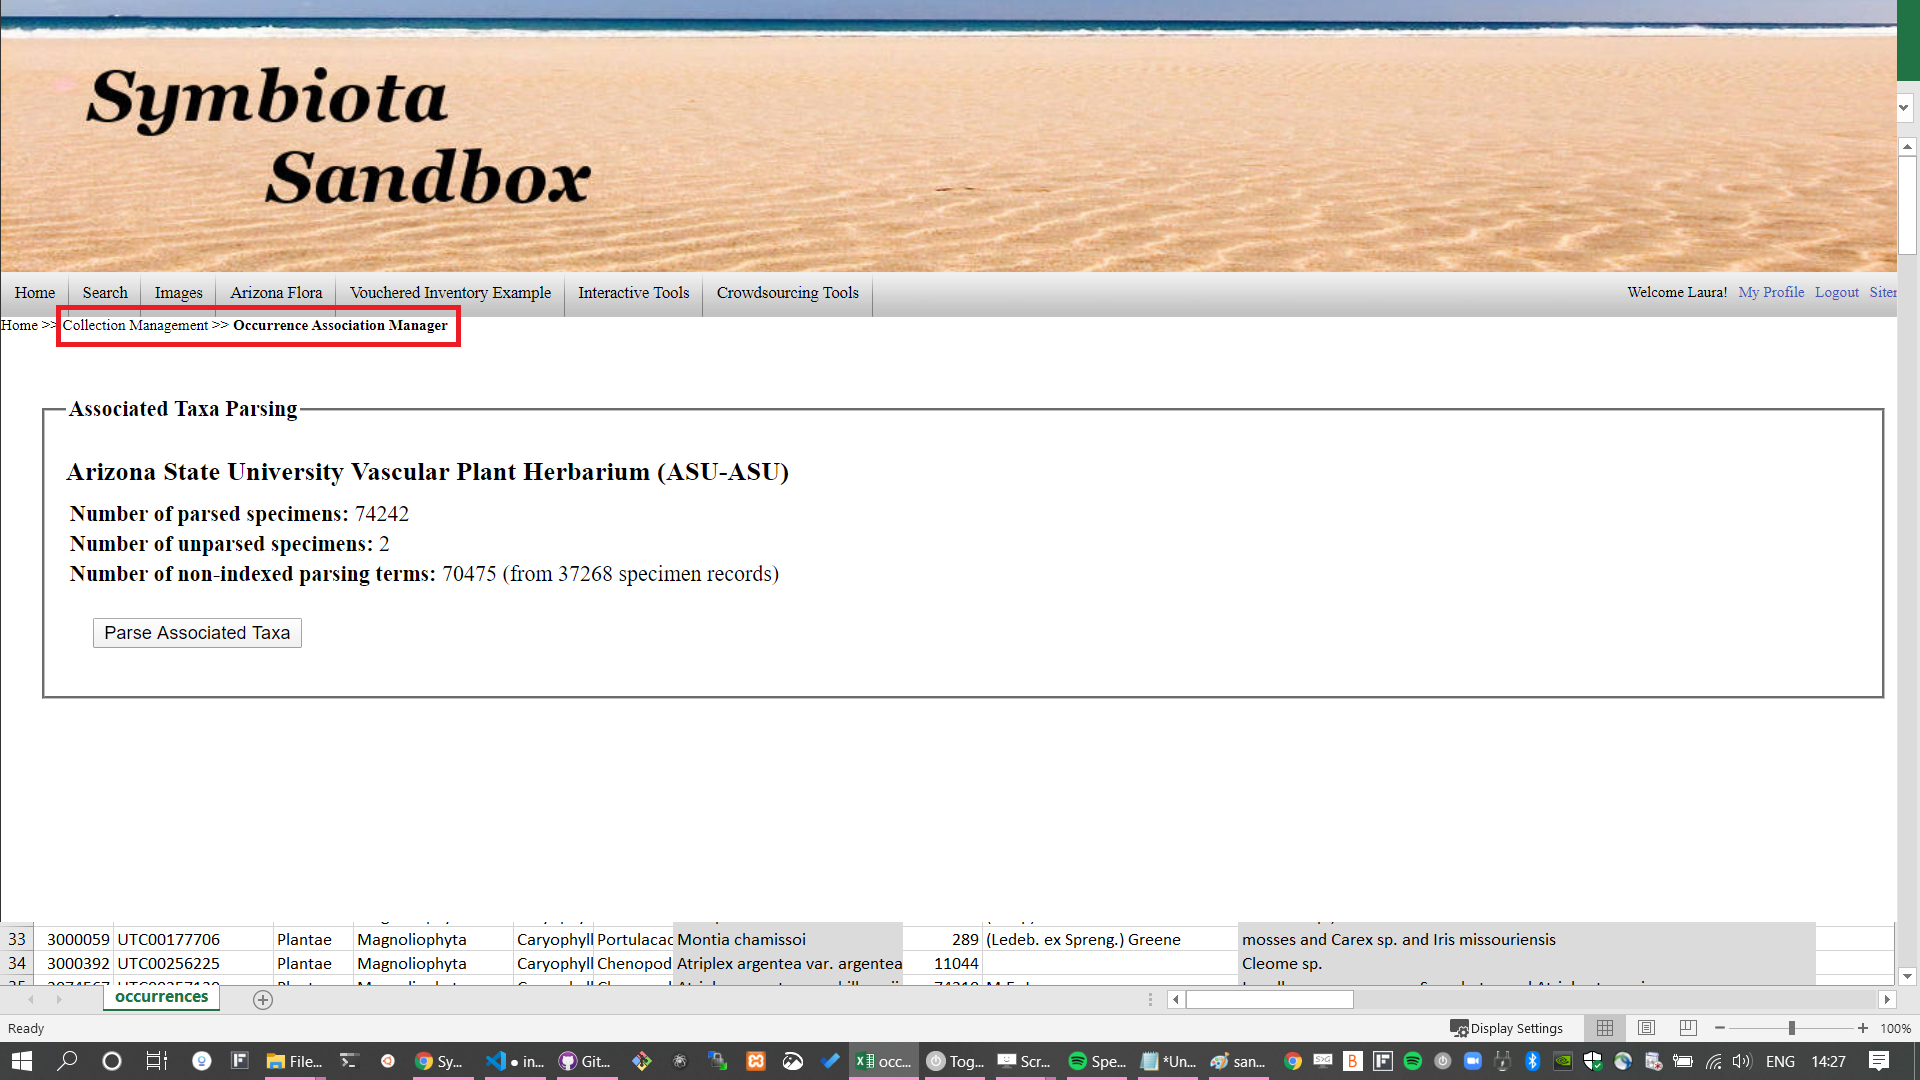 Symbiota
Sandbox
Home Search Images Arizona Flora Vouchered Inventory Example Interactive Tools Crowdsourcing Tools Welcome Laura! My Profile Logout
Home >> Collection Management >> Occurrence Association Manager
Associated Taxa Parsing
Arizona State University Vascular Plant Herbarium (ASU-ASU)
Number of parsed specimens: 74242
Number of unparsed specimens: 2
Number of non-indexed parsing terms: 70475 (from 37268 specimen records)
Parse Associated Taxa
33 3000059 UTC00177706 Plantae Magnoliophyta Caryophyll Portulacac Montia chamissoi 289 (Ledeb. ex Spreng.) Greene mosses and Carex sp. and Iris missouriensis
34 3000392 UTC00256225 Plantae Magnoliophyta Caryophyll Chenopod Atriplex argentea var. argentea 11044 Cleome sp.
occurrences
Ready Display Settings 100%
File... Sy... in... Git... occ... Tog... Scr... Spe... *Un... san... ENG 14:27